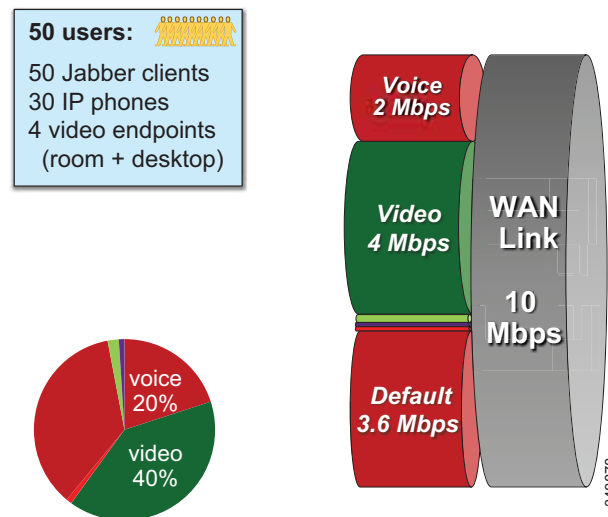 50 users:
50 Jabber clients
30 IP phones
4 video endpoints
(room + desktop)
Voice
2 Mbps
Video
4 Mbps
WAN
Link
10
Mbps
Default
3.6 Mbps
voice
20%
video
40%